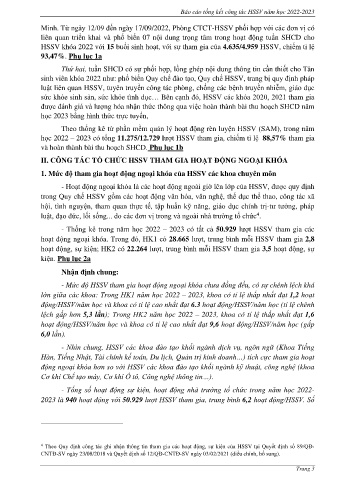 Báo cáo tổng kết công tác HSSV năm học 2022-2023
Minh. Từ ngày 12/09 đến ngày 17/09/2022, Phòng CTCT-HSSV phối hợp với các đơn vị có
liên quan triển khai và phổ biến 07 nội dung trọng tâm trong hoạt động tuần SHCD cho
HSSV khóa 2022 với 15 buổi sinh hoạt, với sự tham gia của 4.635/4.959 HSSV, chiếm tỉ lệ
93,47%. Phụ lục 1a
Thứ hai, tuần SHCD có sự phối hợp, lồng ghép nội dung thông tin cần thiết cho Tân
sinh viên khóa 2022 như: phổ biến Quy chế đào tạo, Quy chế HSSV, trang bị quy định pháp
luật liên quan HSSV, tuyên truyền công tác phòng, chống các bệnh truyền nhiễm, giáo dục
sức khỏe sinh sản, sức khỏe tình dục… Bên cạnh đó, HSSV các khóa 2020, 2021 tham gia
được đánh giá và hưởng hóa nhận thức thông qua việc hoàn thành bài thu hoạch SHCD năm
học 2023 bằng hình thức trực tuyến.
Theo thống kê từ phần mềm quản lý hoạt động rèn luyện HSSV (SAM), trong năm
học 2022 – 2023 có tổng 11.275/12.729 lượt HSSV tham gia, chiếm tỉ lệ 88,57% tham gia
và hoàn thành bài thu hoạch SHCD. Phụ lục 1b
II. CÔNG TÁC TỔ CHỨC HSSV THAM GIA HOẠT ĐỘNG NGOẠI KHÓA
1. Mức độ tham gia hoạt động ngoại khóa của HSSV các khoa chuyên môn
- Hoạt động ngoại khóa là các hoạt động ngoài giờ lên lớp của HSSV, được quy định
trong Quy chế HSSV gồm các hoạt động văn hóa, văn nghệ, thể dục thể thao, công tác xã
hội, tình nguyện, tham quan thực tế, tập huấn kỹ năng, giáo dục chính trị-tư tưởng, pháp
luật, đạo đức, lối sống... do các đơn vị trong và ngoài nhà trường tổ chức⁴.
- Thống kê trong năm học 2022 – 2023 có tất cả 50.929 lượt HSSV tham gia các
hoạt động ngoại khóa. Trong đó, HK1 có 28.665 lượt, trung bình mỗi HSSV tham gia 2,8
hoạt động, sự kiện; HK2 có 22.264 lượt, trung bình mỗi HSSV tham gia 3.5 hoạt động, sự
kiện. Phụ lục 2a
Nhận định chung:
- Mức độ HSSV tham gia hoạt động ngoại khóa chưa đồng đều, có sự chênh lệch khá
lớn giữa các khoa: Trong HK1 năm học 2022 – 2023, khoa có tỉ lệ thấp nhất đạt 1,2 hoạt
động/HSSV/năm học và khoa có tỉ lệ cao nhất đạt 6.3 hoạt động/HSSV/năm học (tỉ lệ chênh
lệch gấp hơn 5,3 lần); Trong HK2 năm học 2022 – 2023, khoa có tỉ lệ thấp nhất đạt 1,6
hoạt động/HSSV/năm học và khoa có tỉ lệ cao nhất đạt 9,6 hoạt động/HSSV/năm học (gấp
6,0 lần).
- Nhìn chung, HSSV các khoa đào tạo khối ngành dịch vụ, ngôn ngữ (Khoa Tiếng
Hàn, Tiếng Nhật, Tài chính kế toán, Du lịch, Quản trị kinh doanh…) tích cực tham gia hoạt
động ngoại khóa hơn so với HSSV các khoa đào tạo khối ngành kỹ thuật, công nghệ (khoa
Cơ khí Chế tạo máy, Cơ khí Ô tô, Công nghệ thông tin…).
- Tổng số hoạt động sự kiện, hoạt động nhà trường tổ chức trong năm học 2022-
2023 là 940 hoạt động với 50.929 lượt HSSV tham gia, trung bình 6,2 hoạt động/HSSV. Số
⁴ Theo Quy định công tác ghi nhận thông tin tham gia các hoạt động, sự kiện của HSSV tại Quyết định số 89/QĐ-
CNTĐ-SV ngày 23/08/2018 và Quyết định số 12/QĐ-CNTĐ-SV ngày 03/02/2021 (điều chỉnh, bổ sung).
Trang 3